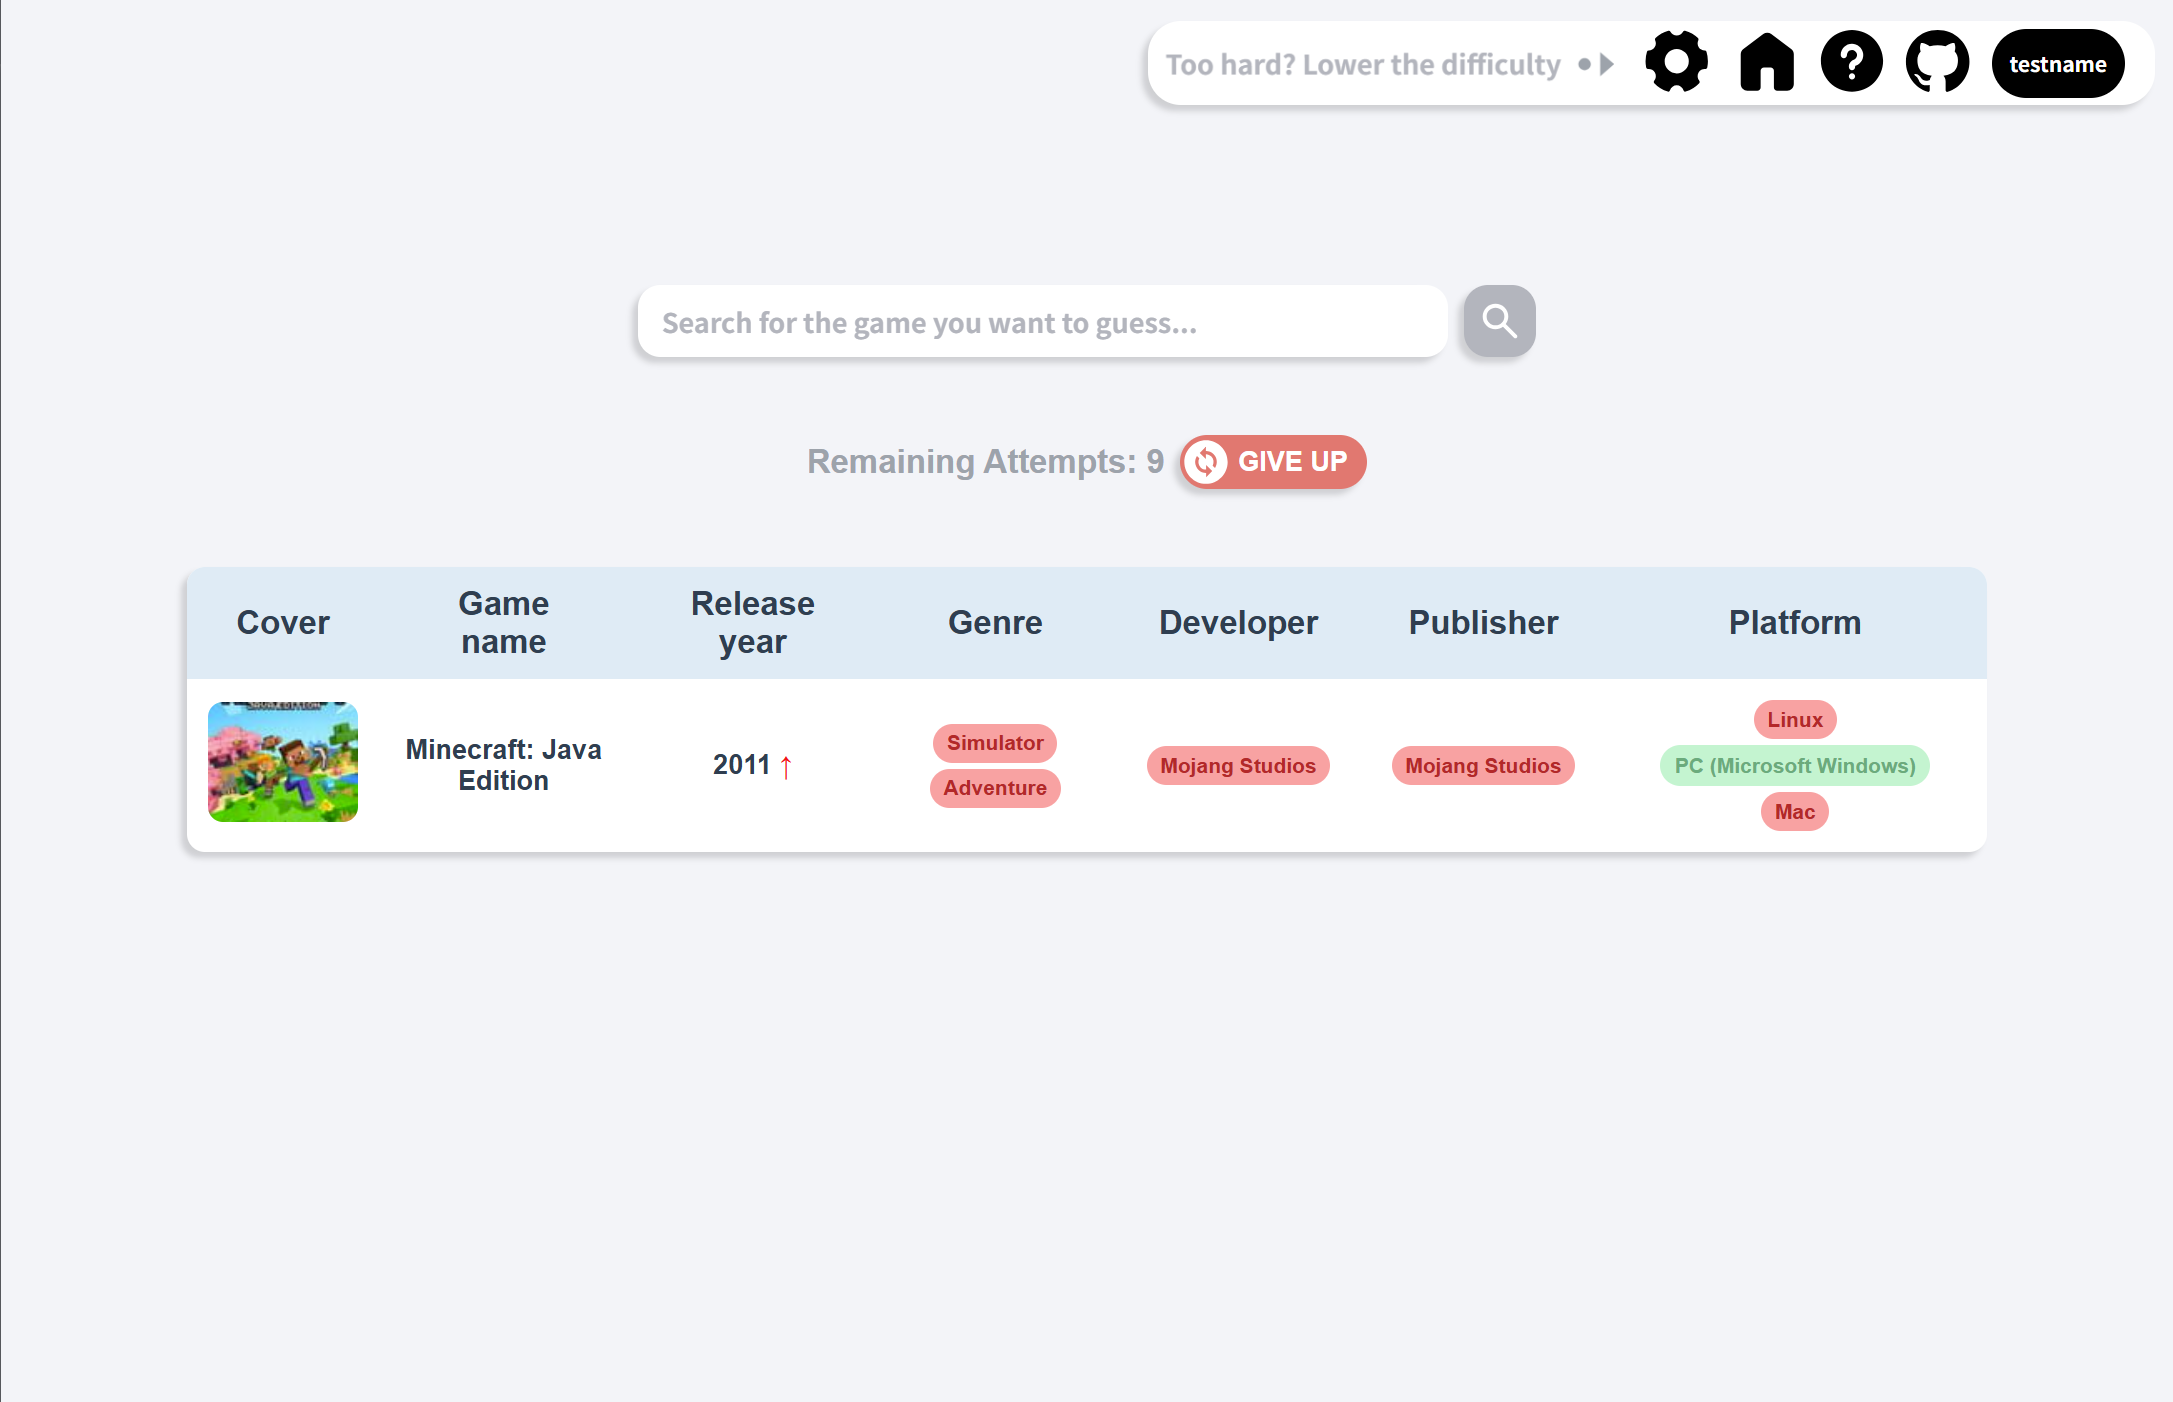 Too hard? Lower the difficulty
testname
Search for the game you want to guess...
Remaining Attempts: 9
GIVE UP
Cover
Game
name
Release
year
Genre
Developer
Publisher
Platform
Minecraft: Java
Edition
2011 ↑
Simulator
Adventure
Mojang Studios
Mojang Studios
Linux
PC (Microsoft Windows)
Mac